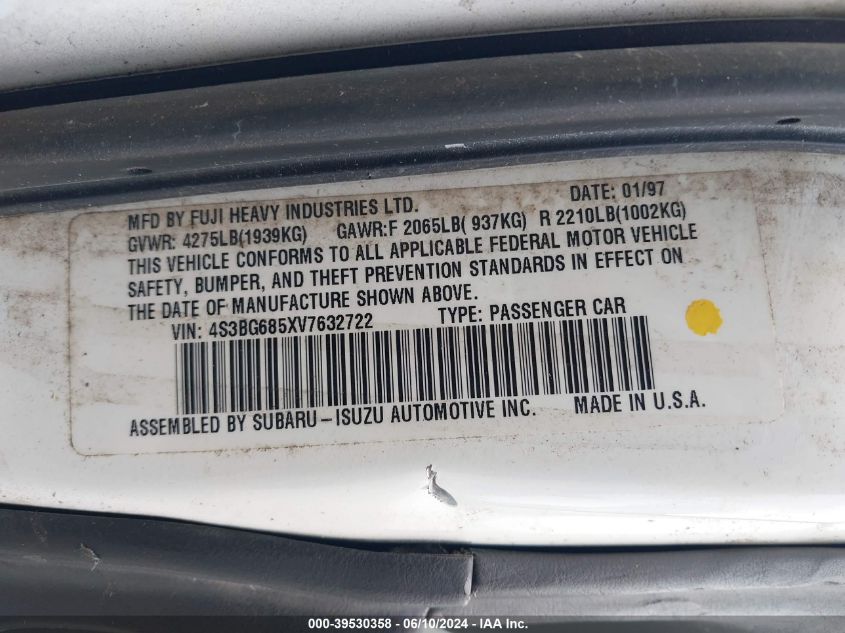 MFD BY FUJI HEAVY INDUSTRIES LTD. DATE: 01/97
GVWR: 4275LB(1939KG) GAWR:F 2065LB( 937KG) R 2210LB(1002KG)
THIS VEHICLE CONFORMS TO ALL APPLICABLE FEDERAL MOTOR VEHICLE
SAFETY, BUMPER, AND THEFT PREVENTION STANDARDS IN EFFECT ON
THE DATE OF MANUFACTURE SHOWN ABOVE.
VIN: 4S3BG685XV7632722 TYPE: PASSENGER CAR
ASSEMBLED BY SUBARU-ISUZU AUTOMOTIVE INC. MADE IN U.S.A.
000-39530358 - 06/10/2024 - IAA Inc.